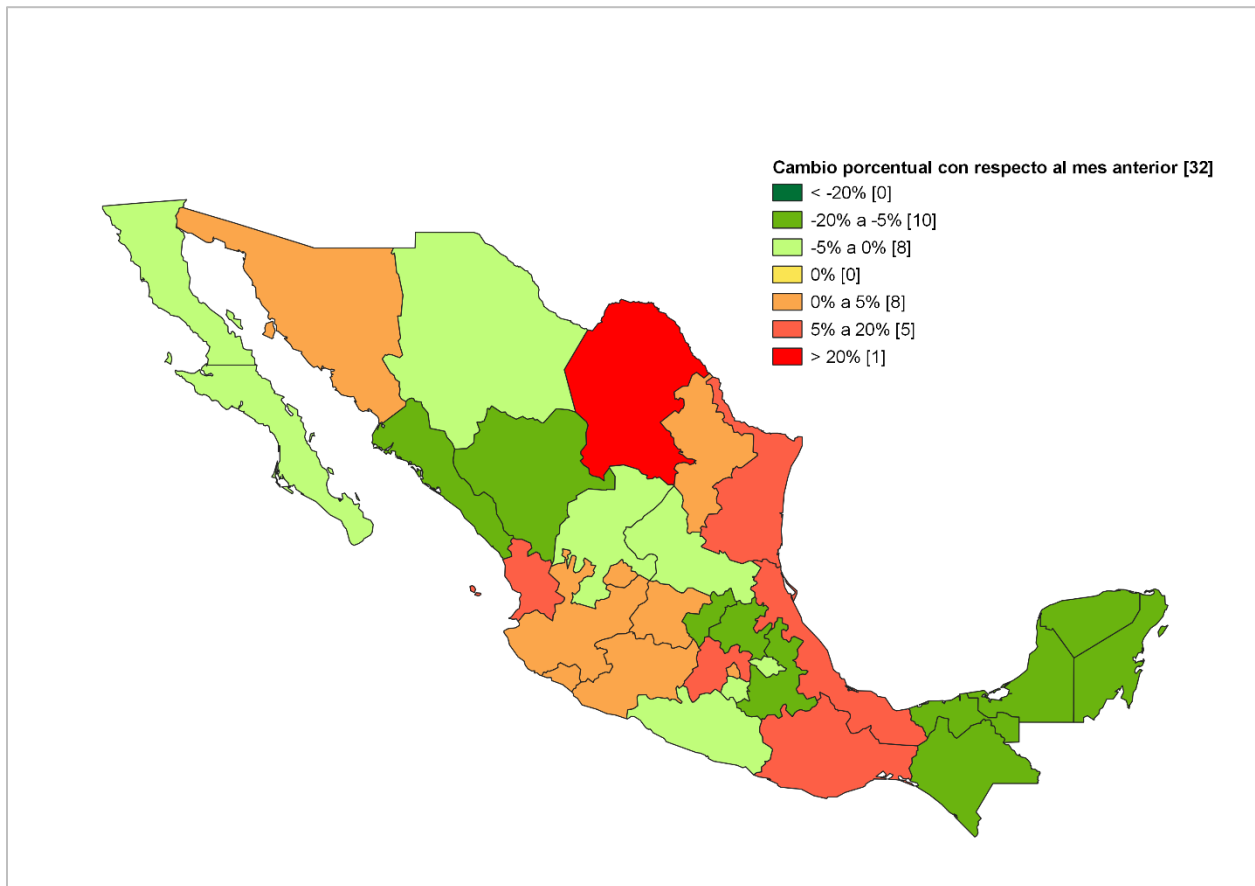 Cambio porcentual con respecto al mes anterior [32]
< -20% [0]
-20% a -5% [10]
-5% a 0% [8]
0% [0]
0% a 5% [8]
5% a 20% [5]
> 20% [1]